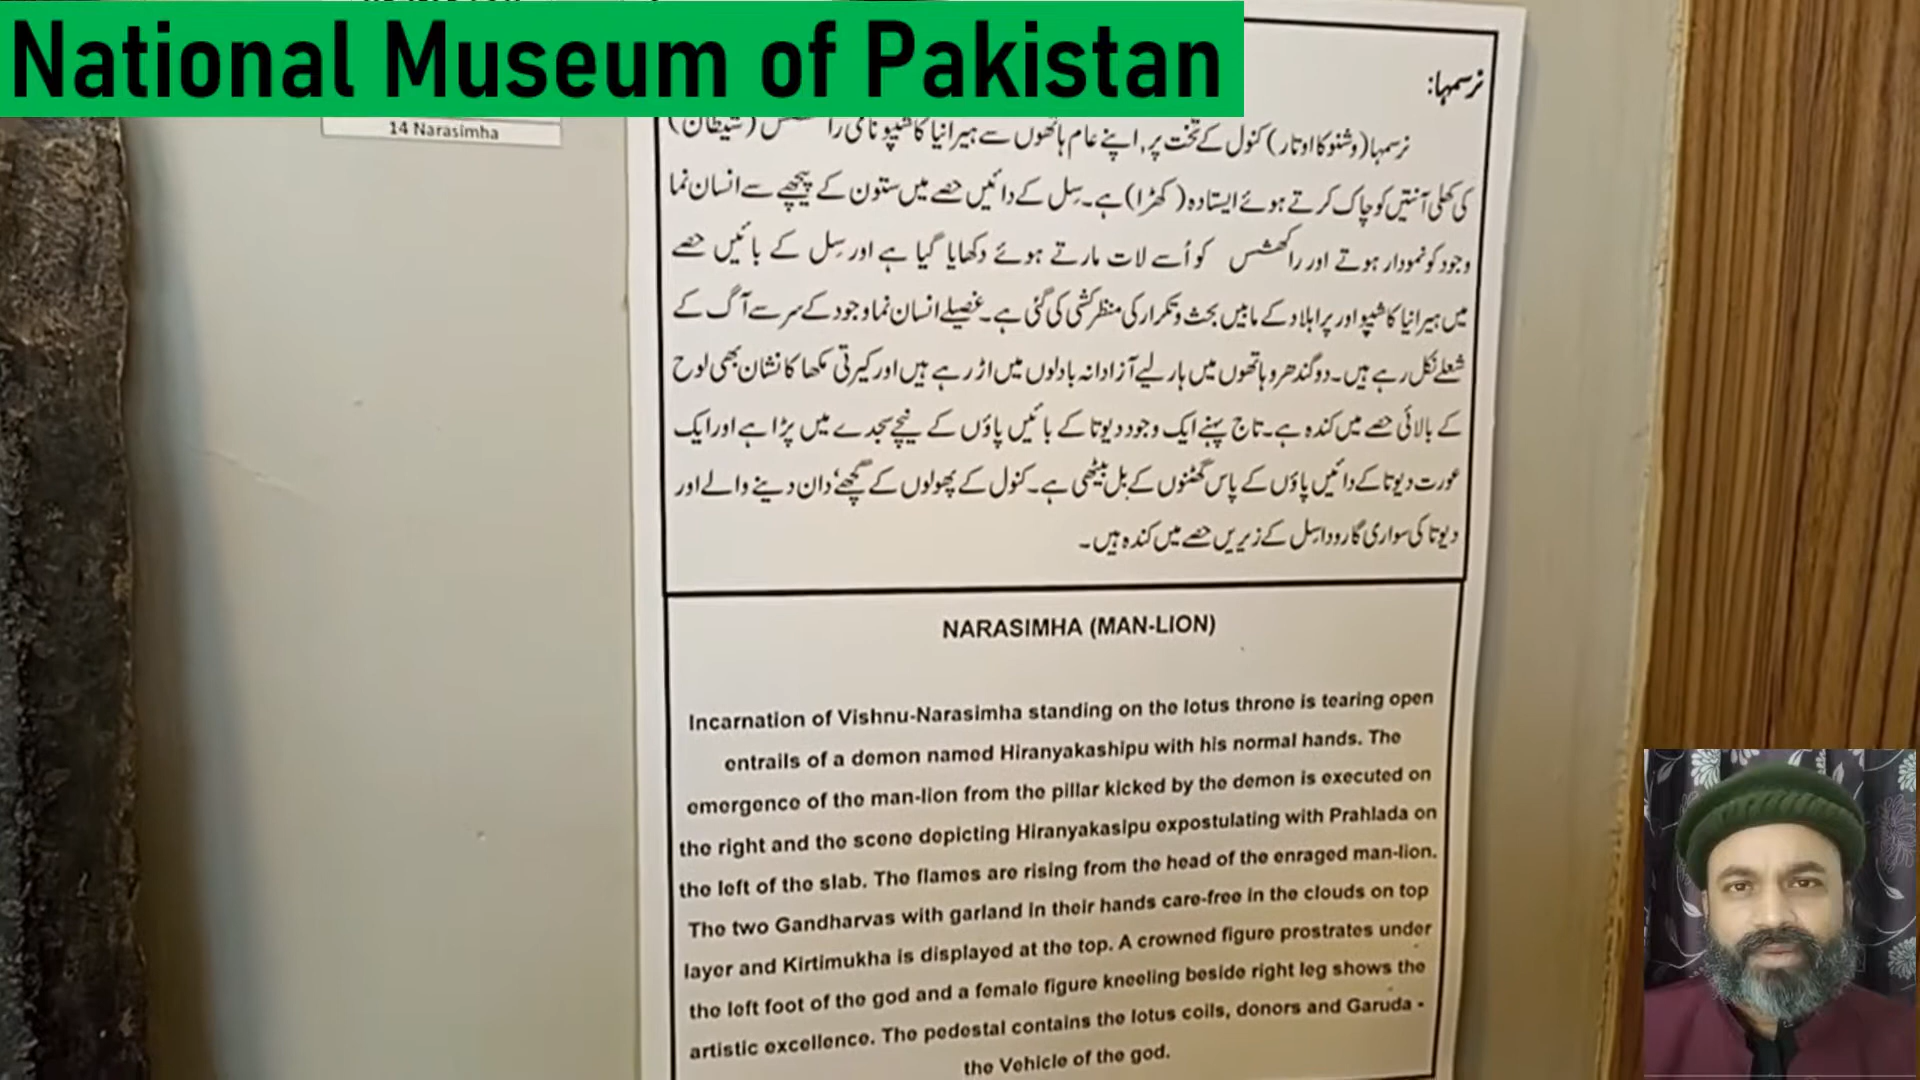 National Museum of Pakistan
14 Narasimha
نرسمہا:
نرسمہا (وشنو کا اوتار) کنول کے تخت پر، اپنے عام ہاتھوں سے ہیرانیا کاشیپو نامی راکھشس (شیطان)
کی کھلی آنتیں کو چاک کرتے ہوئے ایستادہ (کھڑا) ہے۔ سِل کے دائیں حصے میں ستون کے پیچھے سے انسان نما
وجود کو نمودار ہوتے اور راکھشس کو اُسے لات مارتے ہوئے دکھایا گیا ہے اور سِل کے بائیں حصے
میں ہیرانیا کاشیپو اور پراہلاد کے مابین بحث و تکرار کی منظر کشی کی گئی ہے۔ غصیلے انسان نما وجود کے سر سے آگ کے
شعلے نکل رہے ہیں۔ دو گندھرو ہاتھوں میں ہار لیے آزادانہ بادلوں میں اڑ رہے ہیں اور کیرتی مکھا کا نشان بھی لوح
کے بالائی حصے میں کندہ ہے۔ تاج پہنے ایک وجود دیوتا کے بائیں پاؤں کے نیچے سجدے میں پڑا ہے اور ایک
عورت دیوتا کے دائیں پاؤں کے پاس گھٹنوں کے بل بیٹھی ہے۔ کنول کے پھولوں کے گچھے، دان دینے والے اور
دیوتا کی سواری گارودا سِل کے زیریں حصے میں کندہ ہیں۔
NARASIMHA (MAN-LION)
Incarnation of Vishnu-Narasimha standing on the lotus throne is tearing open
entrails of a demon named Hiranyakashipu with his normal hands. The
emergence of the man-lion from the pillar kicked by the demon is executed on
the right and the scene depicting Hiranyakasipu expostulating with Prahlada on
the left of the slab. The flames are rising from the head of the enraged man-lion.
The two Gandharvas with garland in their hands care-free in the clouds on top
layer and Kirtimukha is displayed at the top. A crowned figure prostrates under
the left foot of the god and a female figure kneeling beside right leg shows the
artistic excellence. The pedestal contains the lotus coils, donors and Garuda -
the Vehicle of the god.